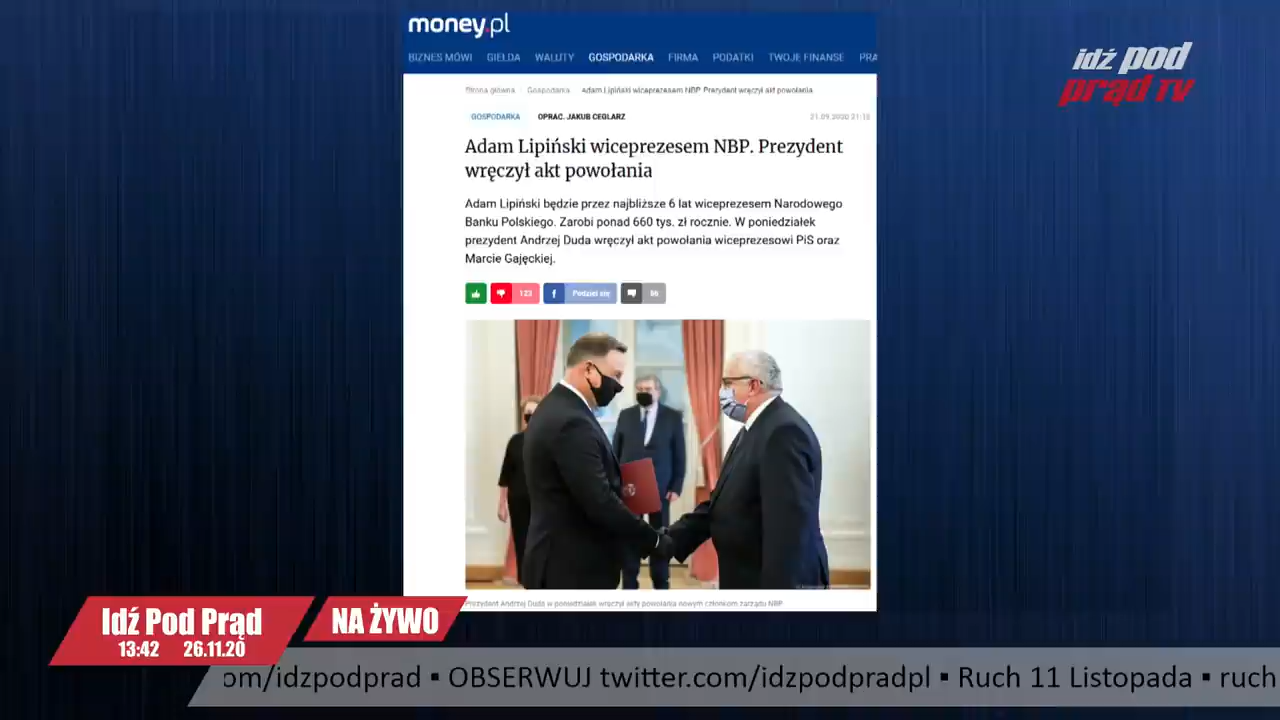 money.pl
BIZNES MÓWI GIEŁDA WALUTY GOSPODARKA FIRMA PODATKI TWOJE FINANSE PRA
idź pod
prąd TV
Strona główna Gospodarka Adam Lipiński wiceprezesem NBP. Prezydent wręczył akt powołania
GOSPODARKA OPRAC. JAKUB CEGLARZ 21.09.2020 21:15
Adam Lipiński wiceprezesem NBP. Prezydent
wręczył akt powołania
Adam Lipiński będzie przez najbliższe 6 lat wiceprezesem Narodowego
Banku Polskiego. Zarobi ponad 660 tys. zł rocznie. W poniedziałek
prezydent Andrzej Duda wręczył akt powołania wiceprezesowi PiS oraz
Marcie Gajęckiej.
123 Podziel się
Prezydent Andrzej Duda w poniedziałek wręczył akty powołania nowym członkom zarządu NBP
Idź Pod Prąd
NA ŻYWO
13:42 26.11.20
om/idzpodprad ▪ OBSERWUJ twitter.com/idzpodpradpl ▪ Ruch 11 Listopada ▪ ruch